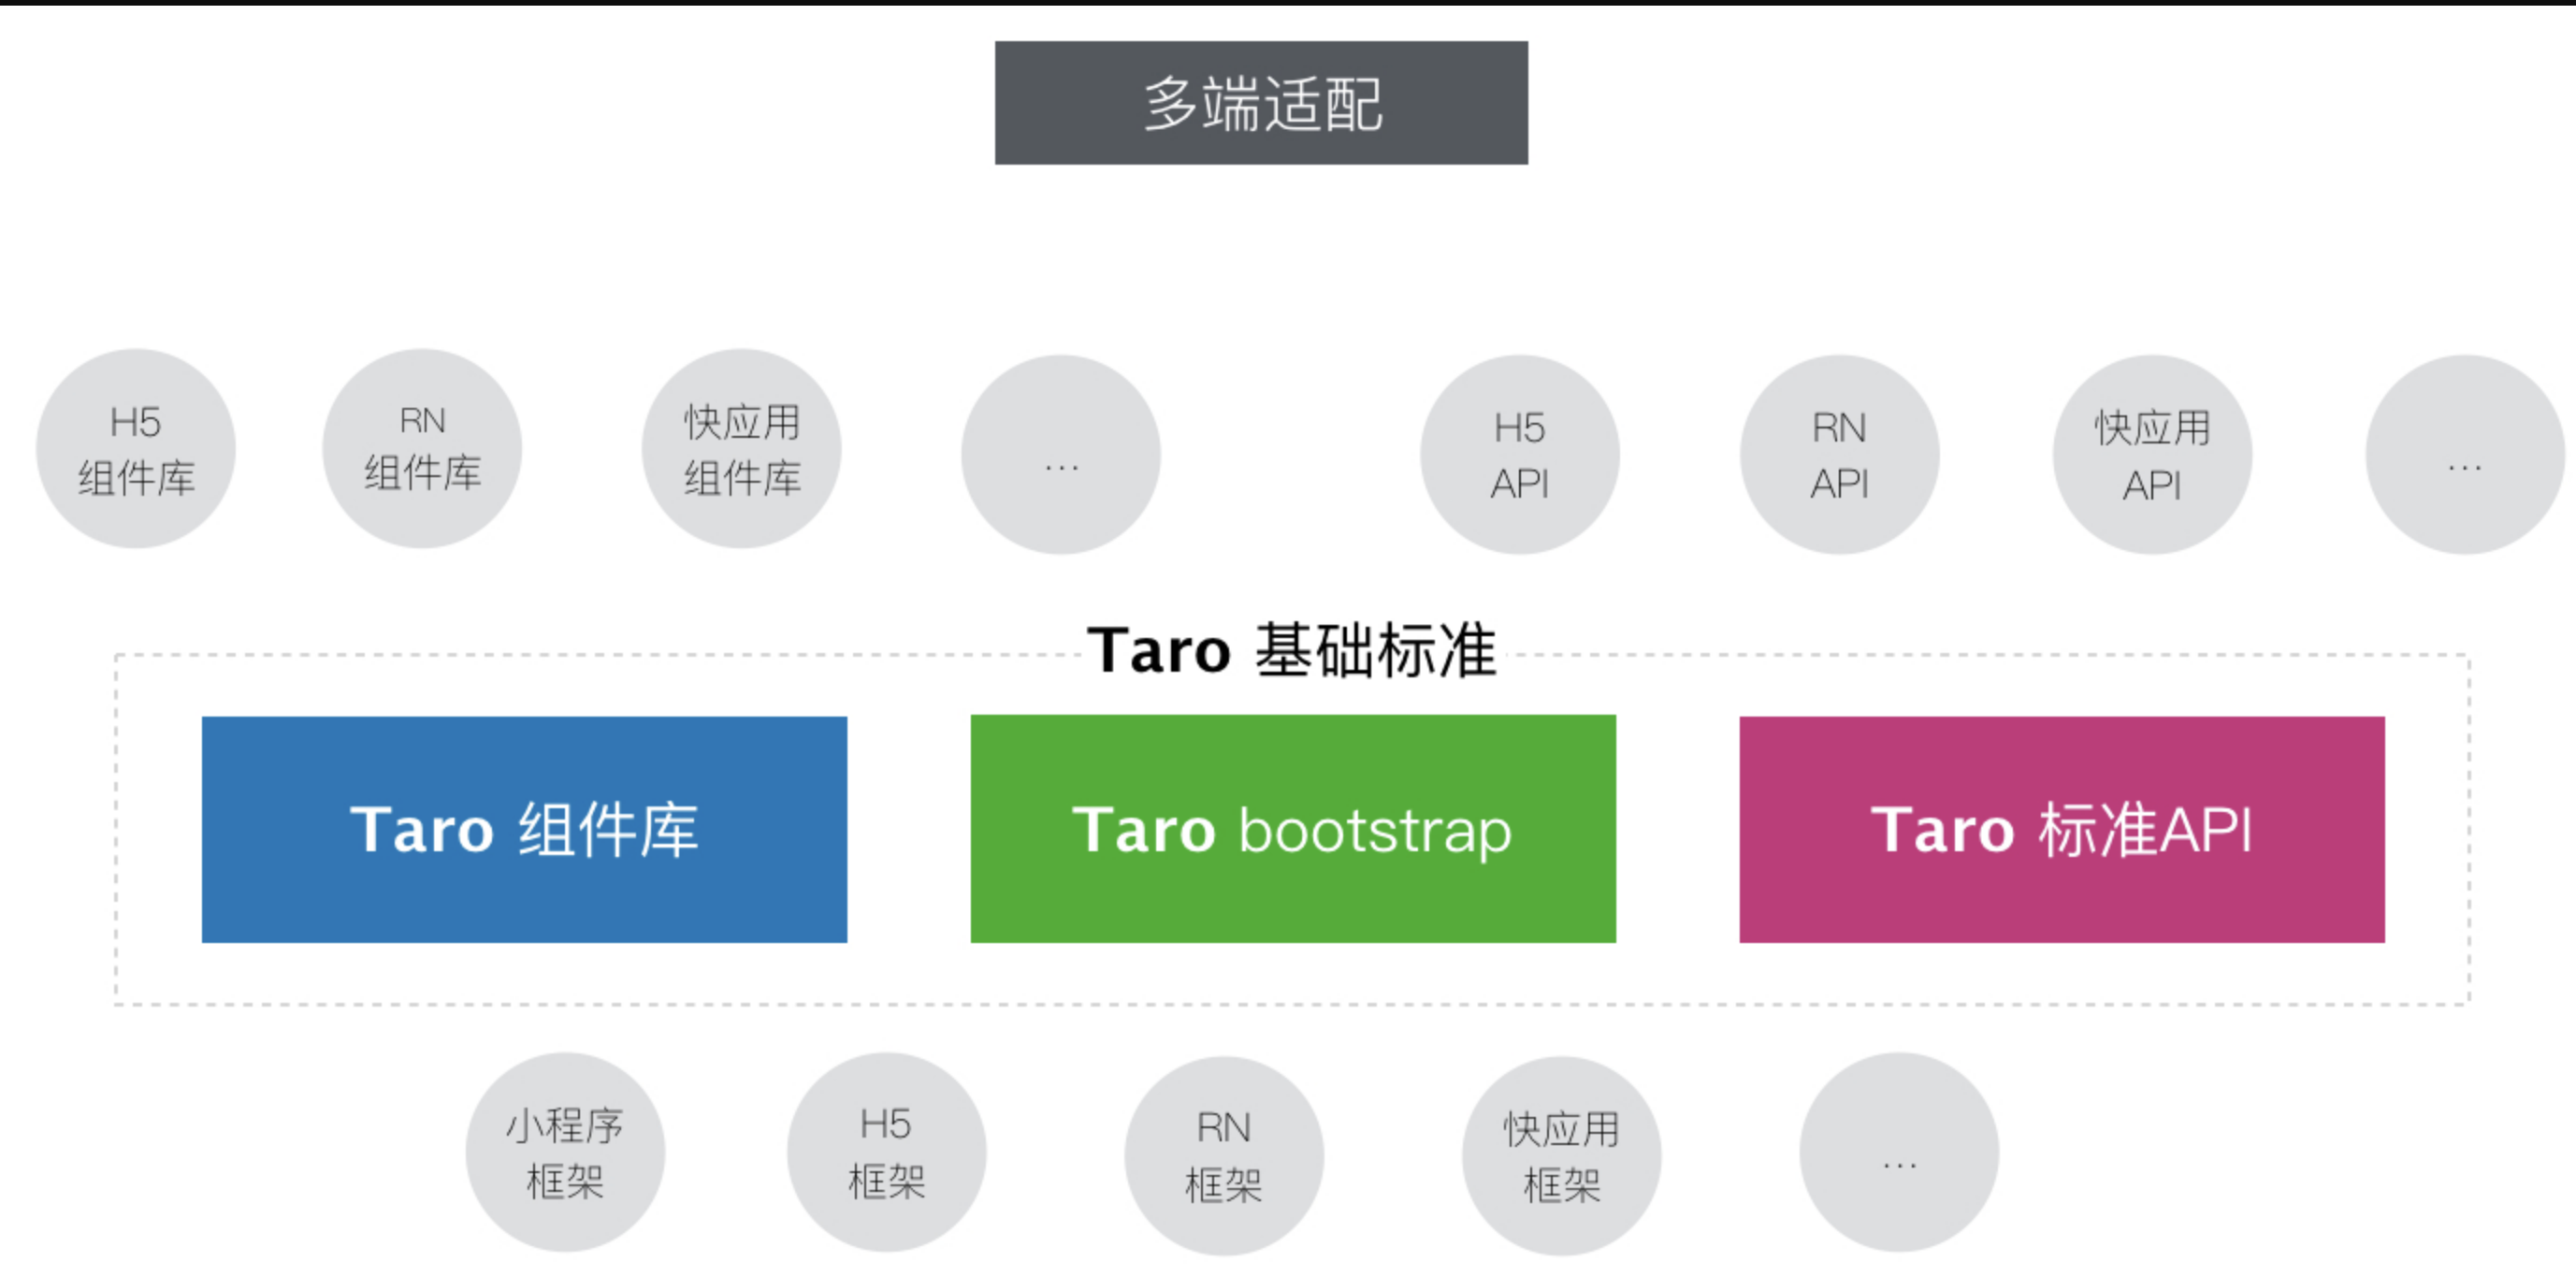 多端适配
H5
组件库
RN
组件库
快应用
组件库
...
H5
API
RN
API
快应用
API
...
Taro 基础标准
Taro 组件库
Taro bootstrap
Taro 标准API
小程序
框架
H5
框架
RN
框架
快应用
框架
...